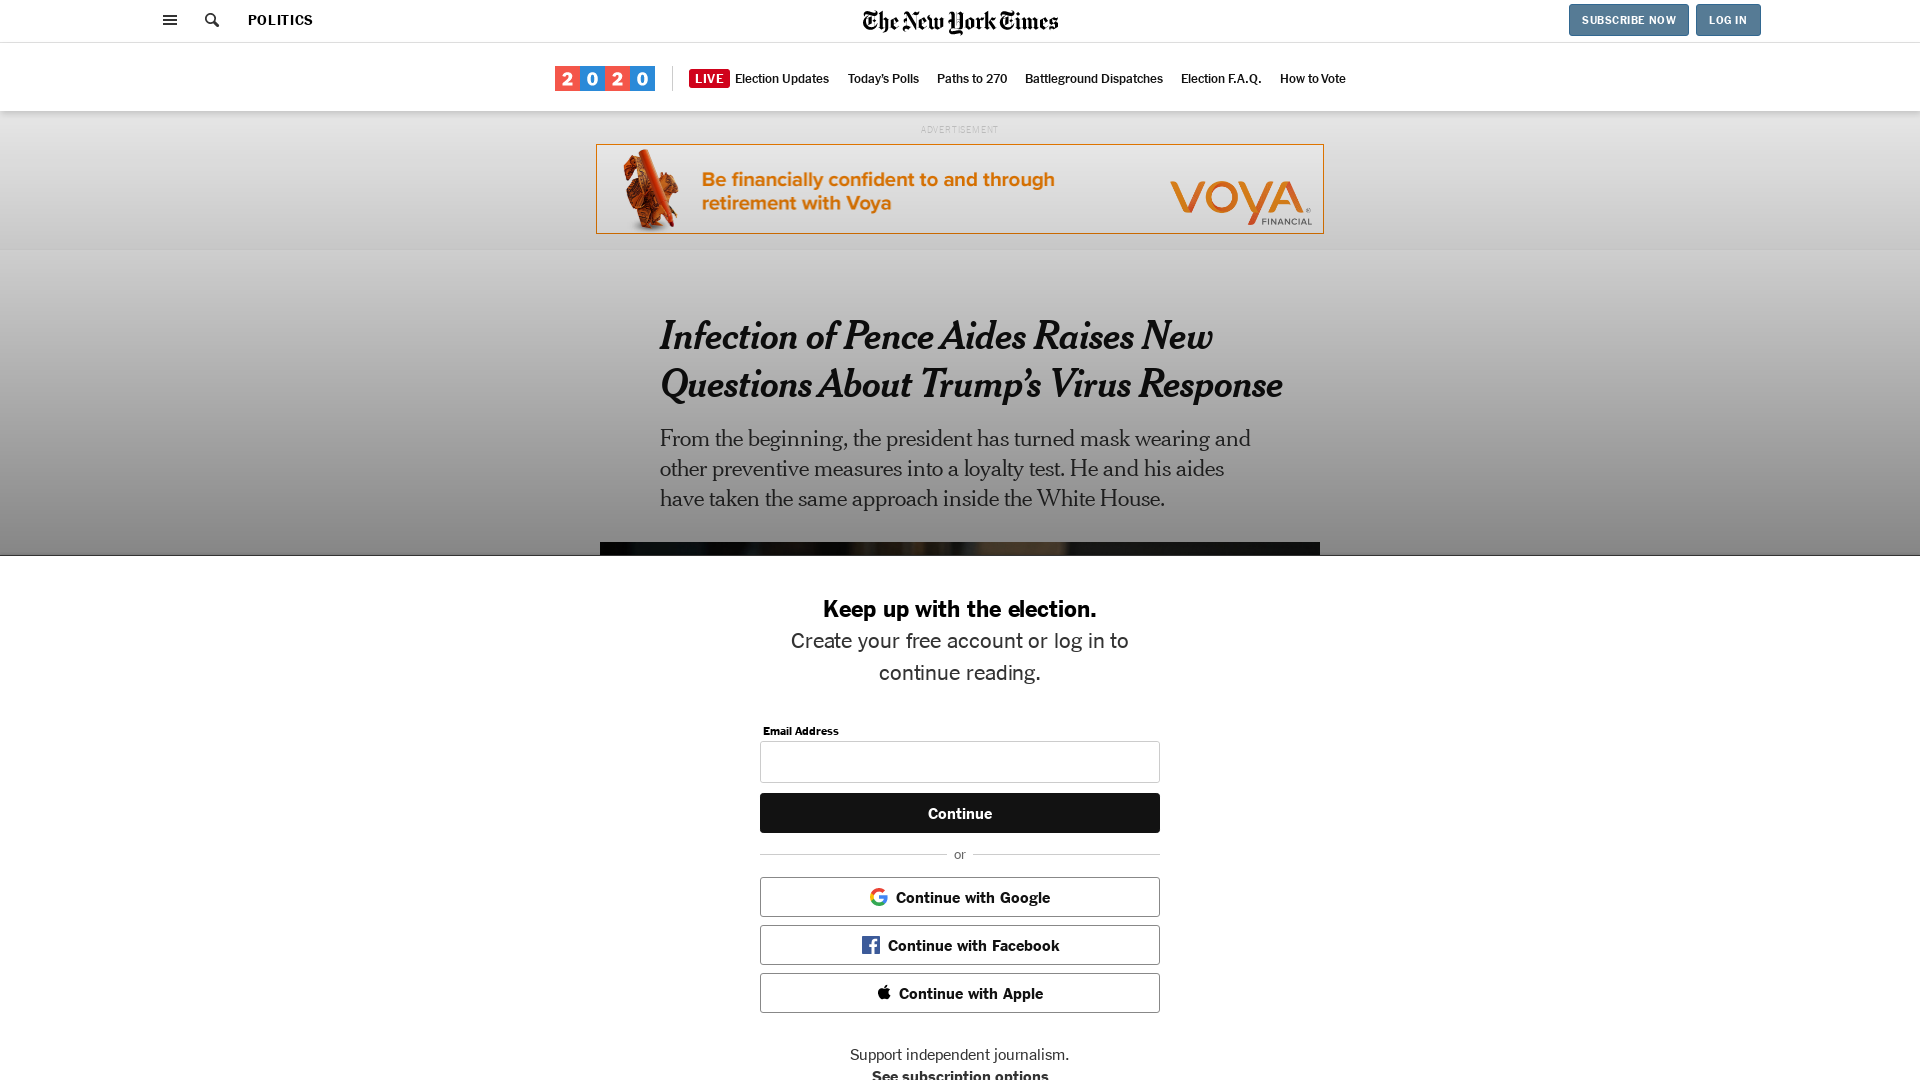 POLITICS
The New York Times
SUBSCRIBE NOW
LOG IN
2020
LIVE Election Updates
Today's Polls
Paths to 270
Battleground Dispatches
Election F.A.Q.
How to Vote
ADVERTISEMENT
Be financially confident to and through
retirement with Voya
VOYA®
FINANCIAL
Infection of Pence Aides Raises New
Questions About Trump’s Virus Response
From the beginning, the president has turned mask wearing and
other preventive measures into a loyalty test. He and his aides
have taken the same approach inside the White House.
Keep up with the election.
Create your free account or log in to
continue reading.
Email Address
Continue
or
Continue with Google
Continue with Facebook
Continue with Apple
Support independent journalism.
See subscription options